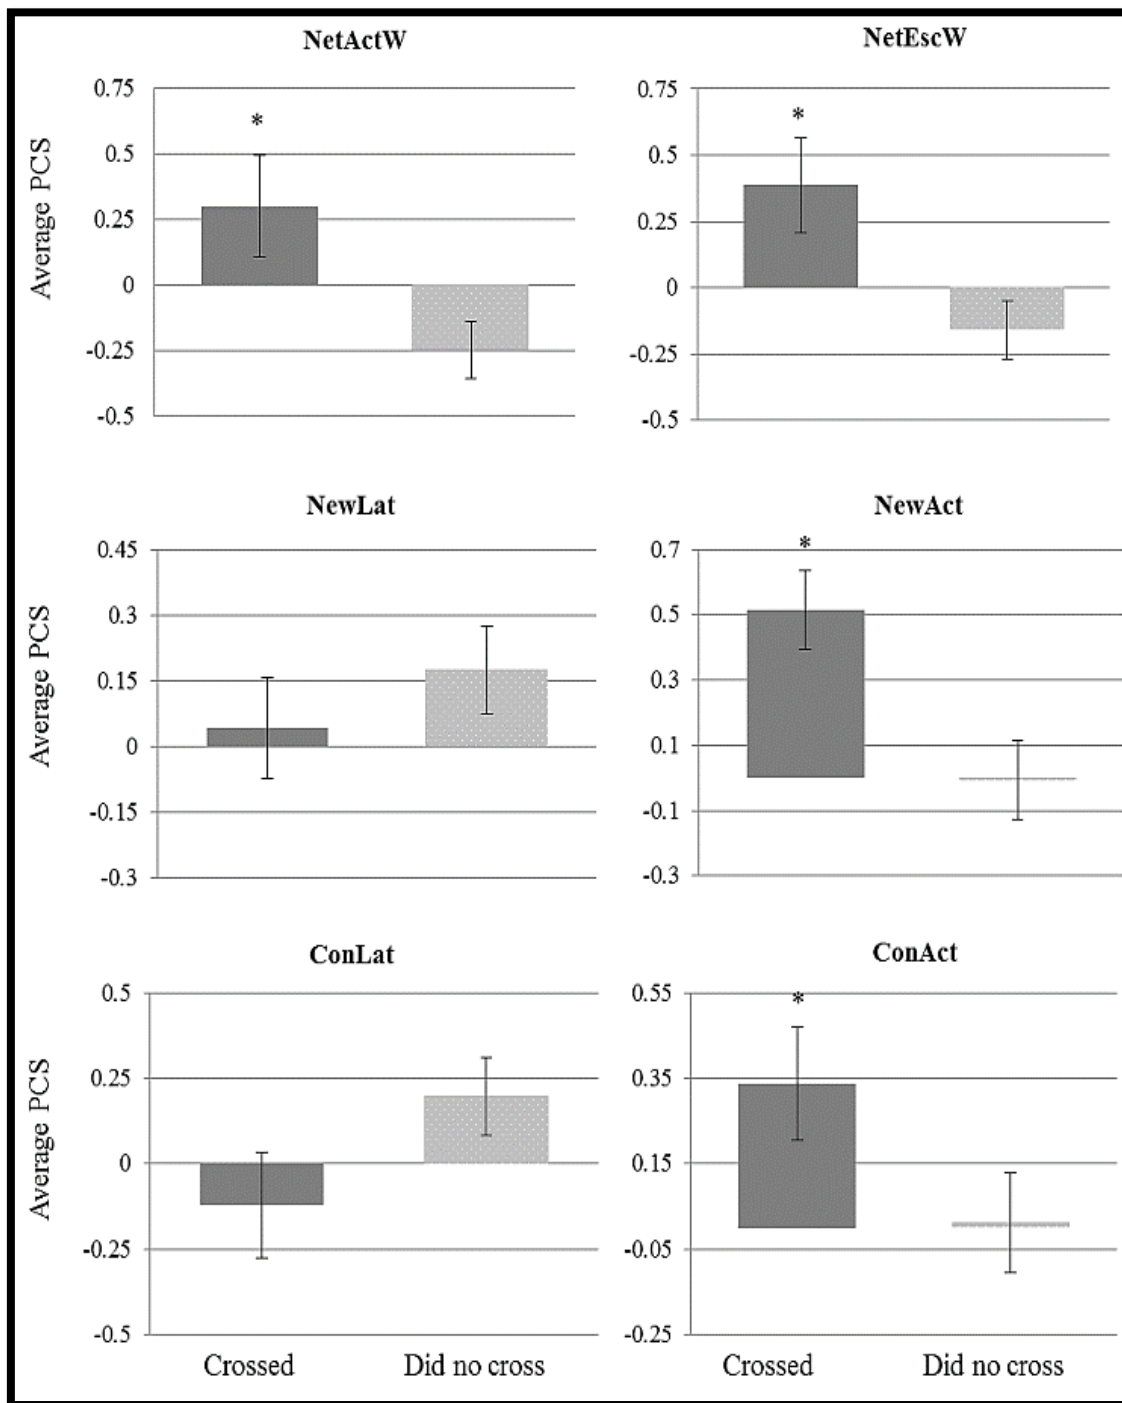 NetActW
NetEscW
0.75
0.5
0.25
0
-0.25
-0.5
Average PCS
*
0.75
0.5
0.25
0
-0.25
-0.5
*
NewLat
NewAct
0.45
0.3
0.15
0
-0.15
-0.3
Average PCS
0.7
0.5
0.3
0.1
-0.1
-0.3
*
ConLat
ConAct
0.5
0.25
0
-0.25
-0.5
Average PCS
0.55
0.35
0.15
-0.05
-0.25
*
Crossed
Did no cross
Crossed
Did no cross